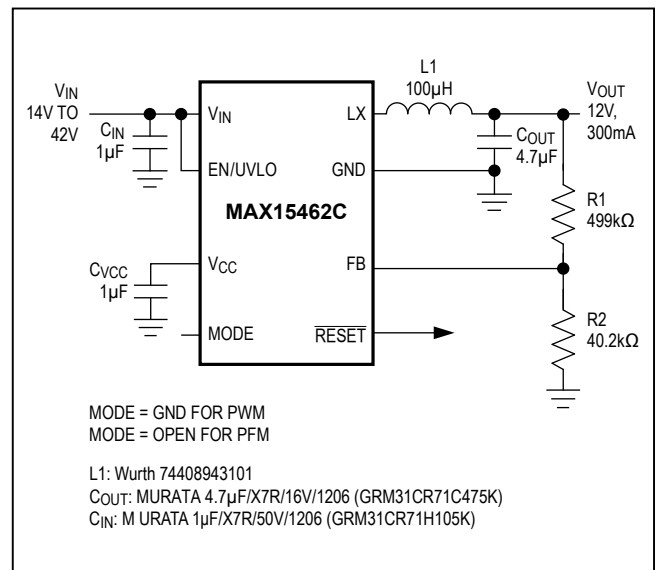 VIN
14V TO
42V
CIN
1µF
VIN
EN/UVLO
LX
GND
MAX15462C
VCC
FB
CVCC
1µF
MODE
RESET
L1
100µH
COUT
4.7µF
VOUT
12V,
300mA
R1
499kΩ
R2
40.2kΩ
MODE = GND FOR PWM
MODE = OPEN FOR PFM
L1: Wurth 74408943101
COUT: MURATA 4.7µF/X7R/16V/1206 (GRM31CR71C475K)
CIN: M URATA 1µF/X7R/50V/1206 (GRM31CR71H105K)